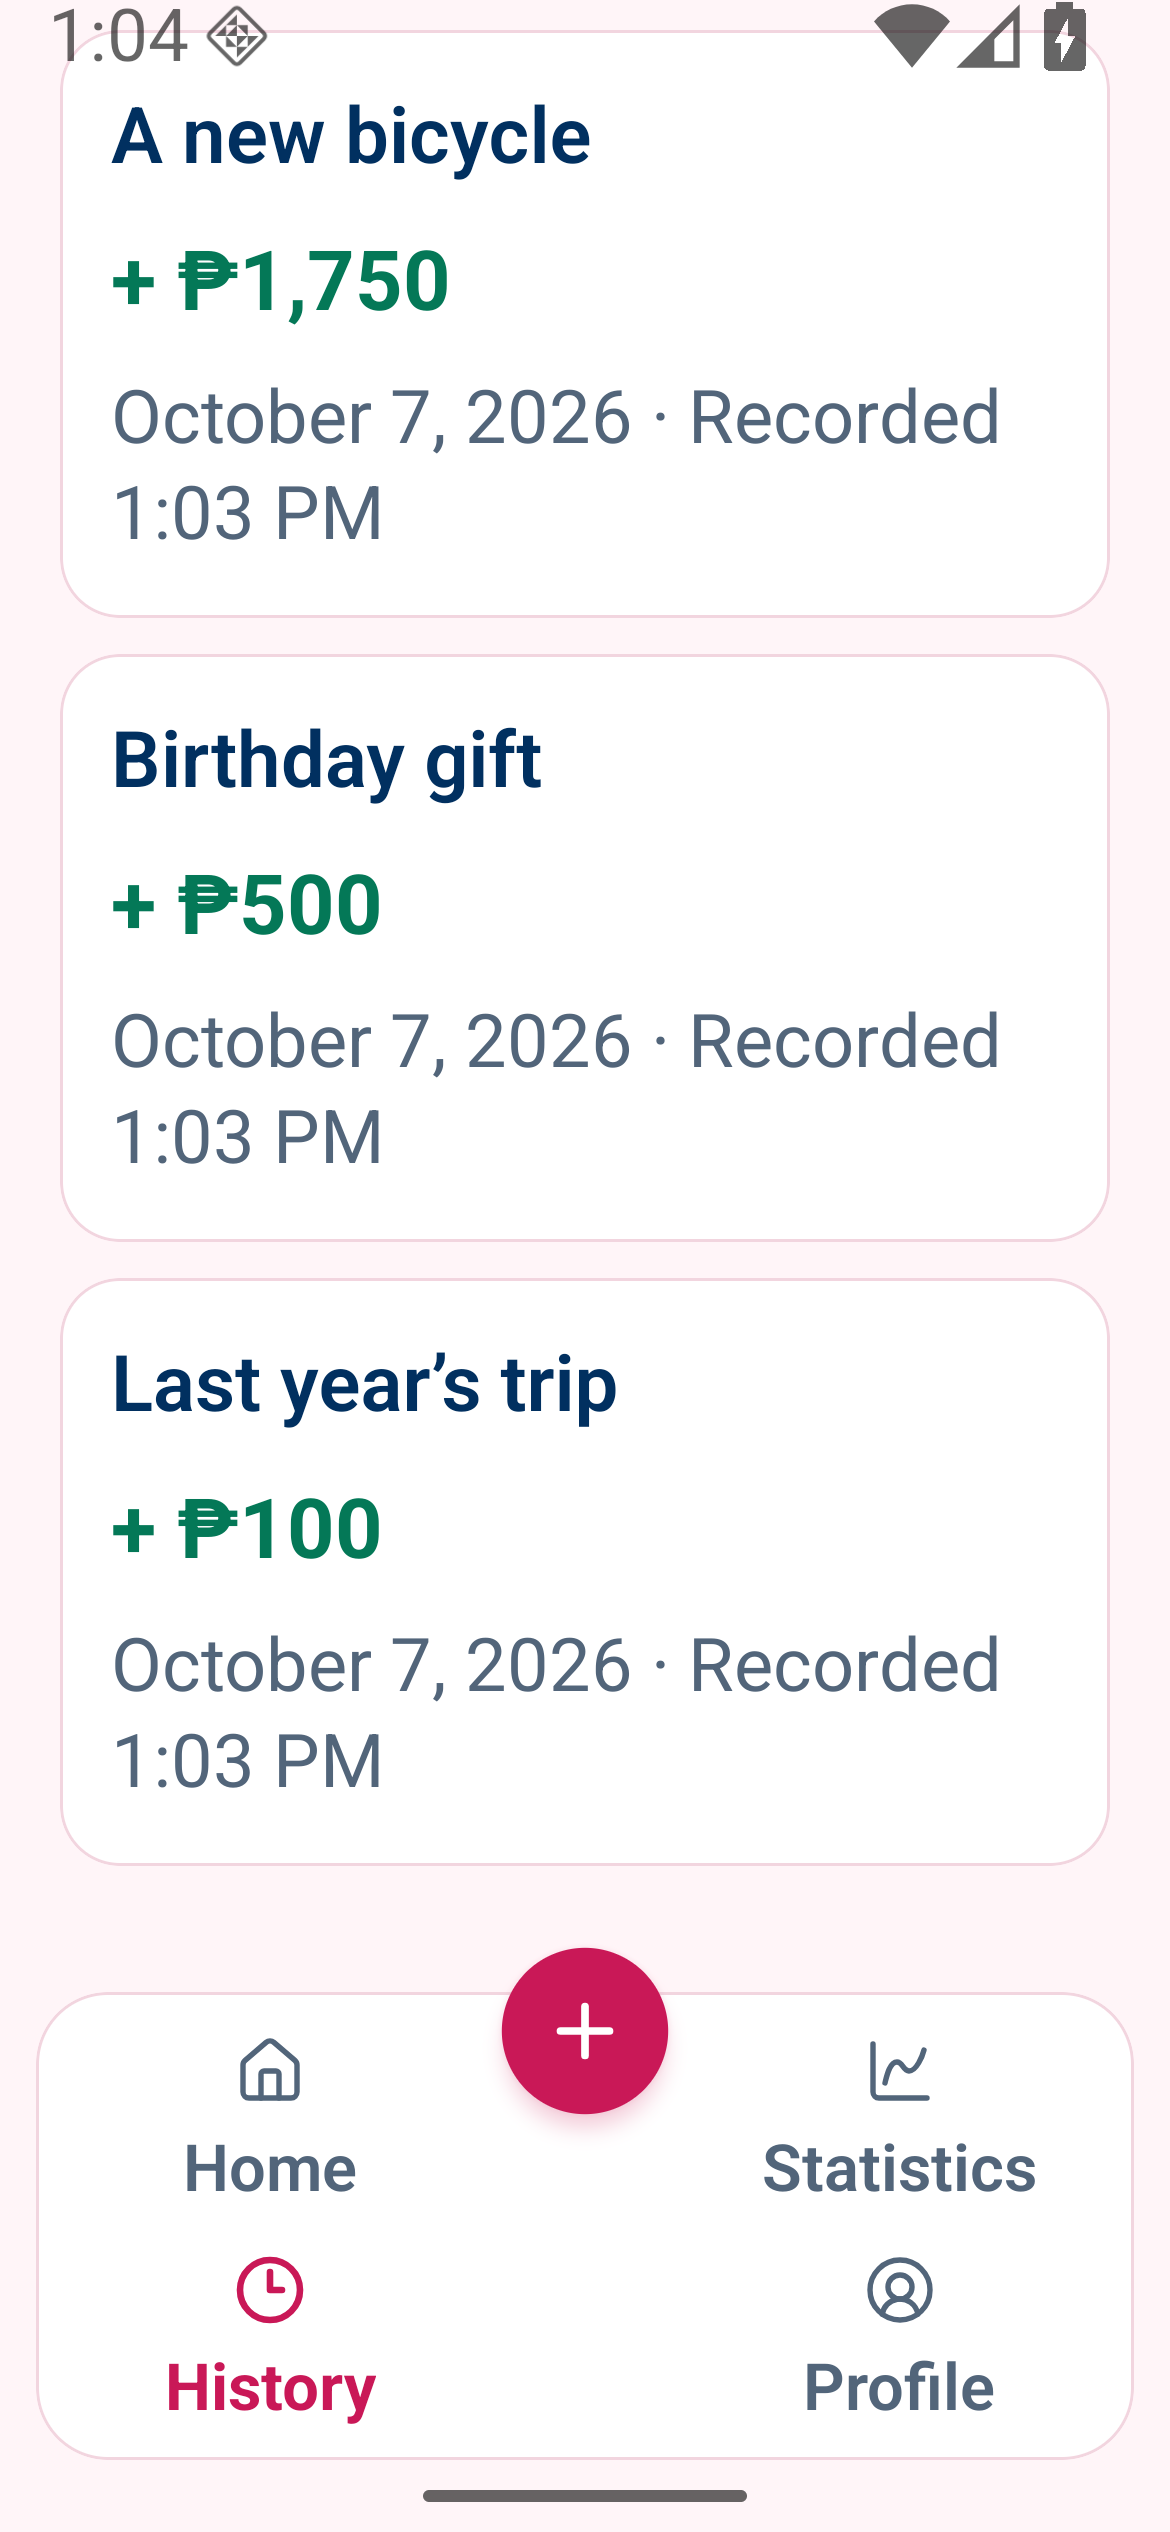 1:04
A new bicycle
+ ₱1,750
October 7, 2026 · Recorded
1:03 PM
Birthday gift
+ ₱500
October 7, 2026 · Recorded
1:03 PM
Last year’s trip
+ ₱100
October 7, 2026 · Recorded
1:03 PM
Home
Statistics
History
Profile